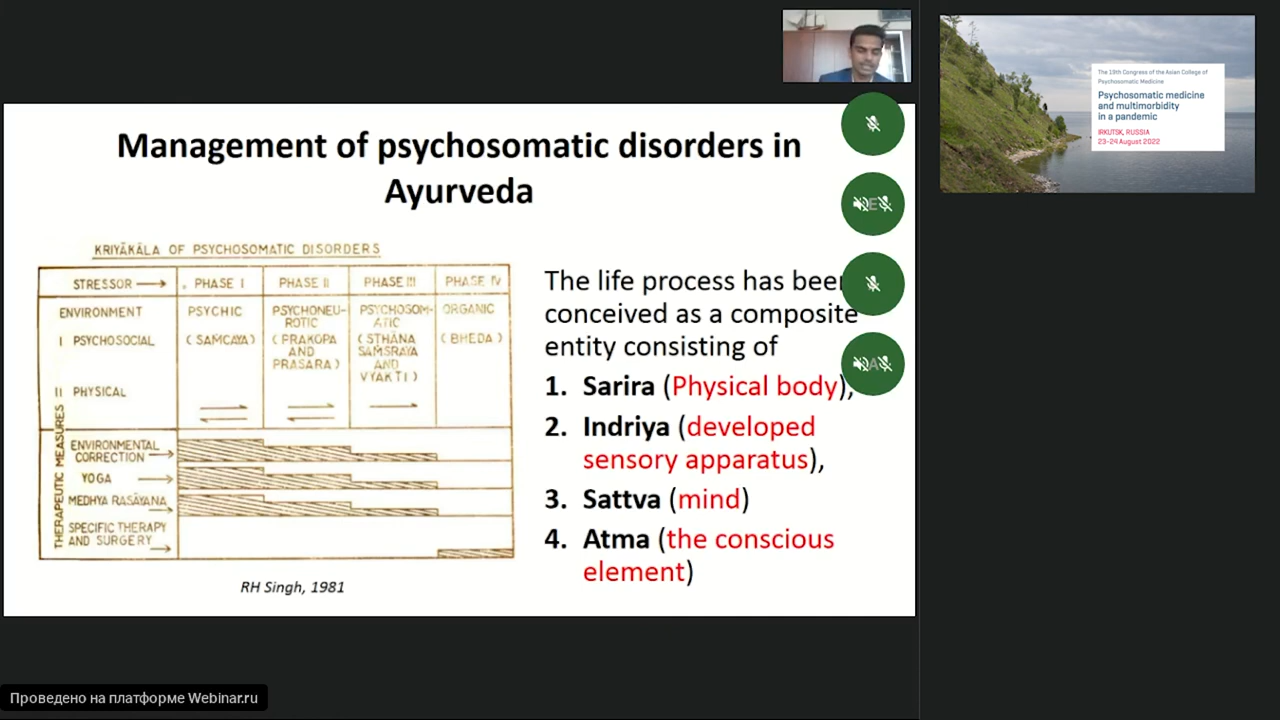 The 19th Congress of the Asian College of
Psychosomatic Medicine
Psychosomatic medicine
and multimorbidity
in a pandemic
IRKUTSK, RUSSIA
23-24 August 2022
Management of psychosomatic disorders in
Ayurveda
KRIYĀKĀLA OF PSYCHOSOMATIC DISORDERS
STRESSOR → PHASE I PHASE II PHASE III PHASE IV
ENVIRONMENT PSYCHIC PSYCHONEU- PSYCHOSOM- ORGANIC
ROTIC ATIC
I PSYCHOSOCIAL (SAṀCAYA) (PRAKOPA (STHĀNA (BHEDA)
AND SAṀSRAYA
PRASARA) AND
VYAKTI)
II PHYSICAL
THERAPEUTIC MEASURES
ENVIRONMENTAL
CORRECTION →
YOGA →
MEDHYA RASĀYANA →
SPECIFIC THERAPY
AND SURGERY →
RH Singh, 1981
The life process has been
conceived as a composite
entity consisting of
1. Sarira (Physical body),
2. Indriya (developed
sensory apparatus),
3. Sattva (mind)
4. Atma (the conscious
element)
E
A
Проведено на платформе Webinar.ru